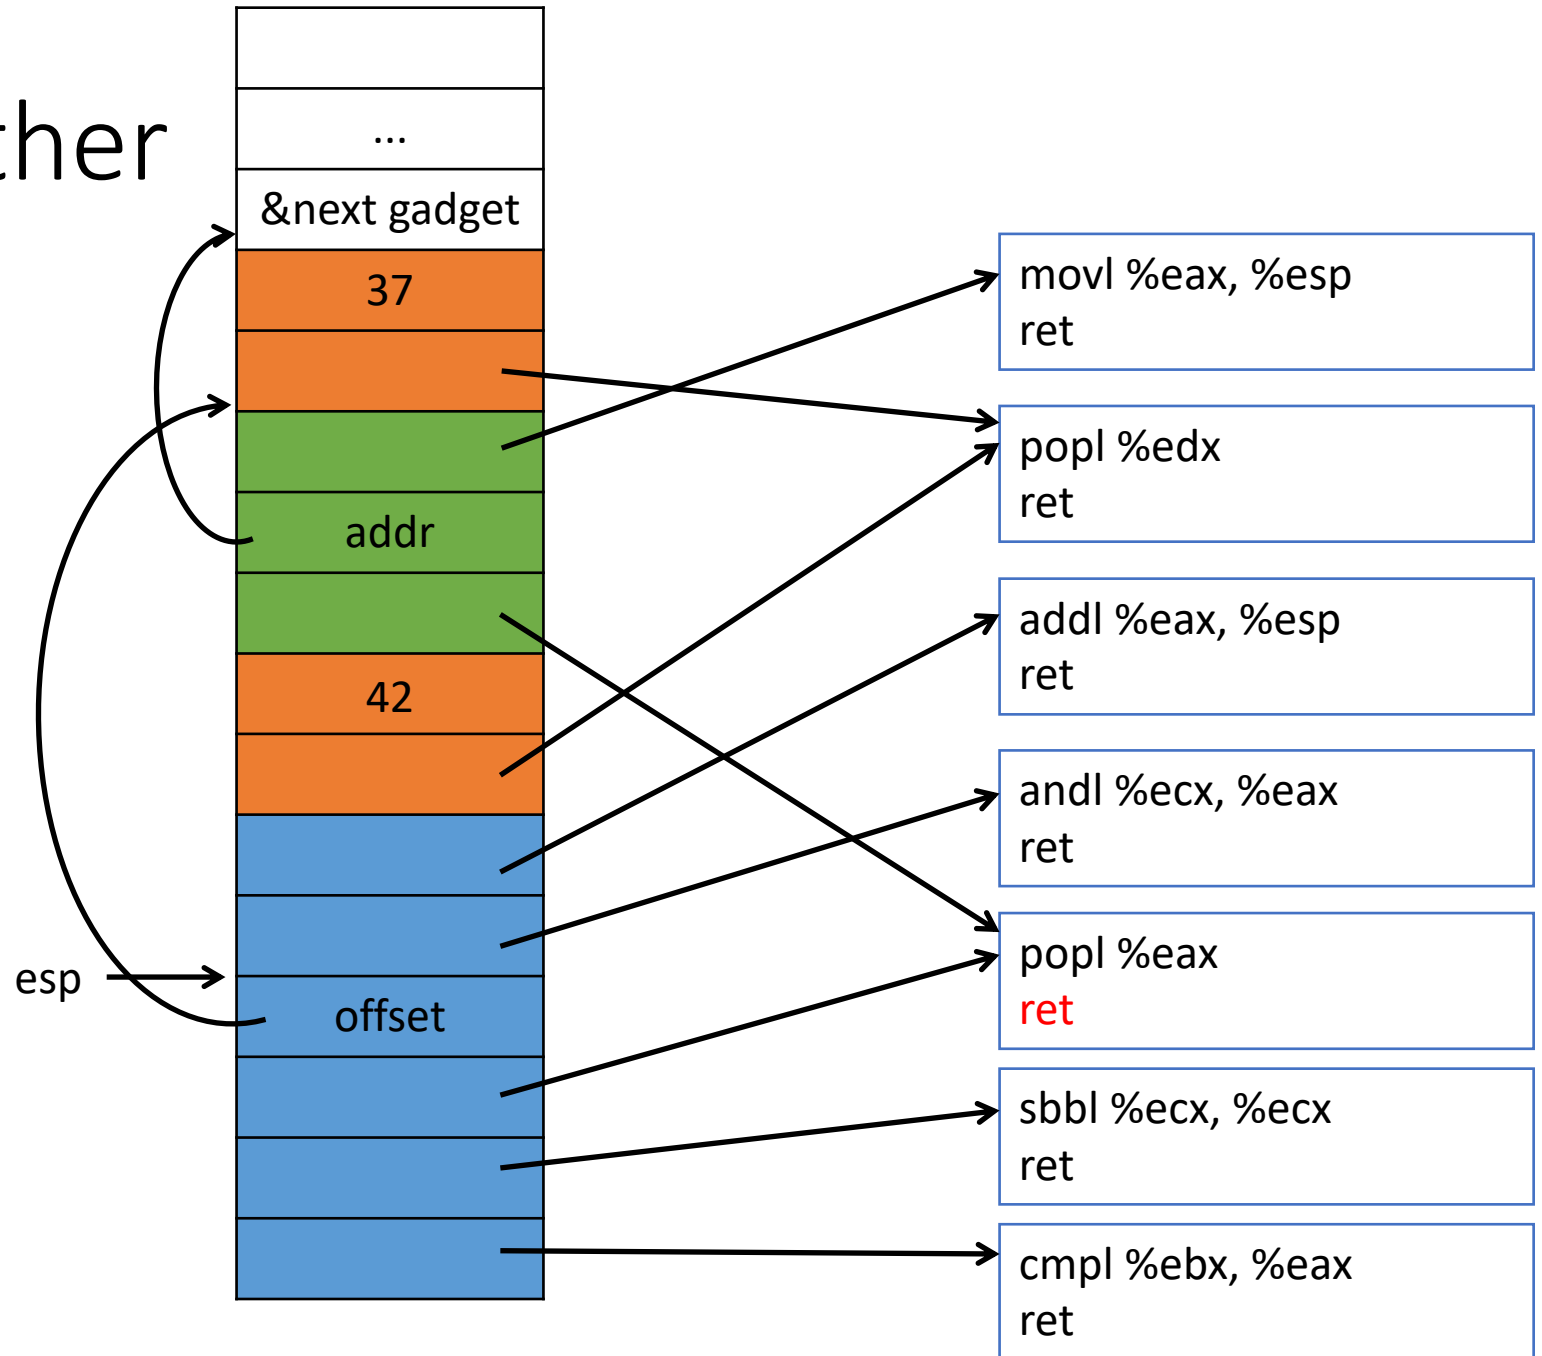 ther
...
&next gadget
37
addr
42
esp
offset
movl %eax, %esp
ret
popl %edx
ret
addl %eax, %esp
ret
andl %ecx, %eax
ret
popl %eax
ret
sbbl %ecx, %ecx
ret
cmpl %ebx, %eax
ret